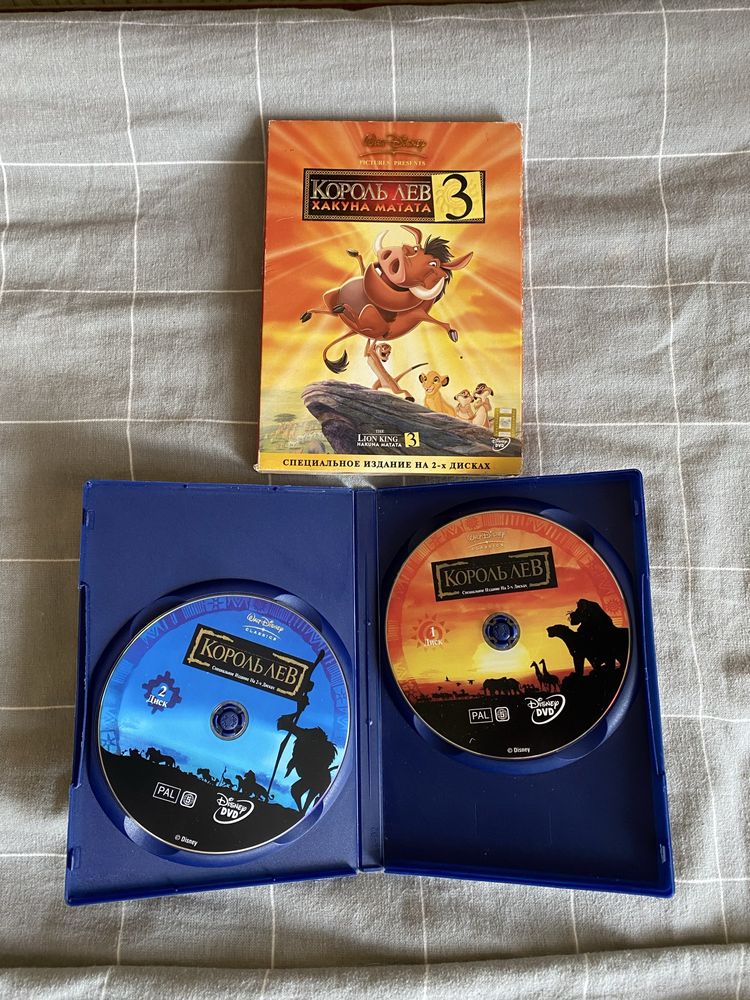 Walt Disney
PICTURES PRESENTS
КОРОЛЬ ЛЕВ 3
ХАКУНА МАТАТА
THE
LION KING 3
HAKUNA MATATA
Disney
DVD
СПЕЦИАЛЬНОЕ ИЗДАНИЕ НА 2-х ДИСКАХ
WALT DISNEY
CLASSICS
КОРОЛЬ ЛЕВ
Специальное Издание На 2-х Дисках
2
Диск
PAL
5
Disney
DVD
© Disney
WALT DISNEY
CLASSICS
КОРОЛЬ ЛЕВ
Специальное Издание На 2-х Дисках
1
Диск
PAL
5
Disney
DVD
© Disney